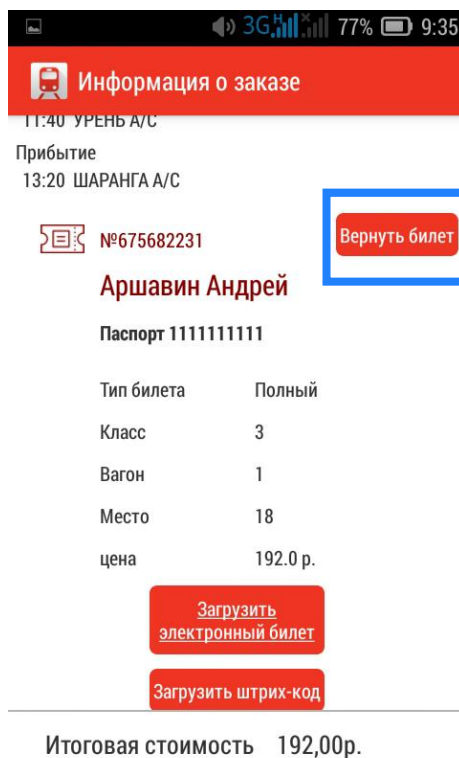 3G 77% 9:35
Информация о заказе
11:40 УРЕНЬ А/С
Прибытие
13:20 ШАРАНГА А/С
№675682231
Вернуть билет
Аршавин Андрей
Паспорт 1111111111
Тип билета Полный
Класс 3
Вагон 1
Место 18
цена 192.0 р.
Загрузить
электронный билет
Загрузить штрих-код
Итоговая стоимость 192,00р.